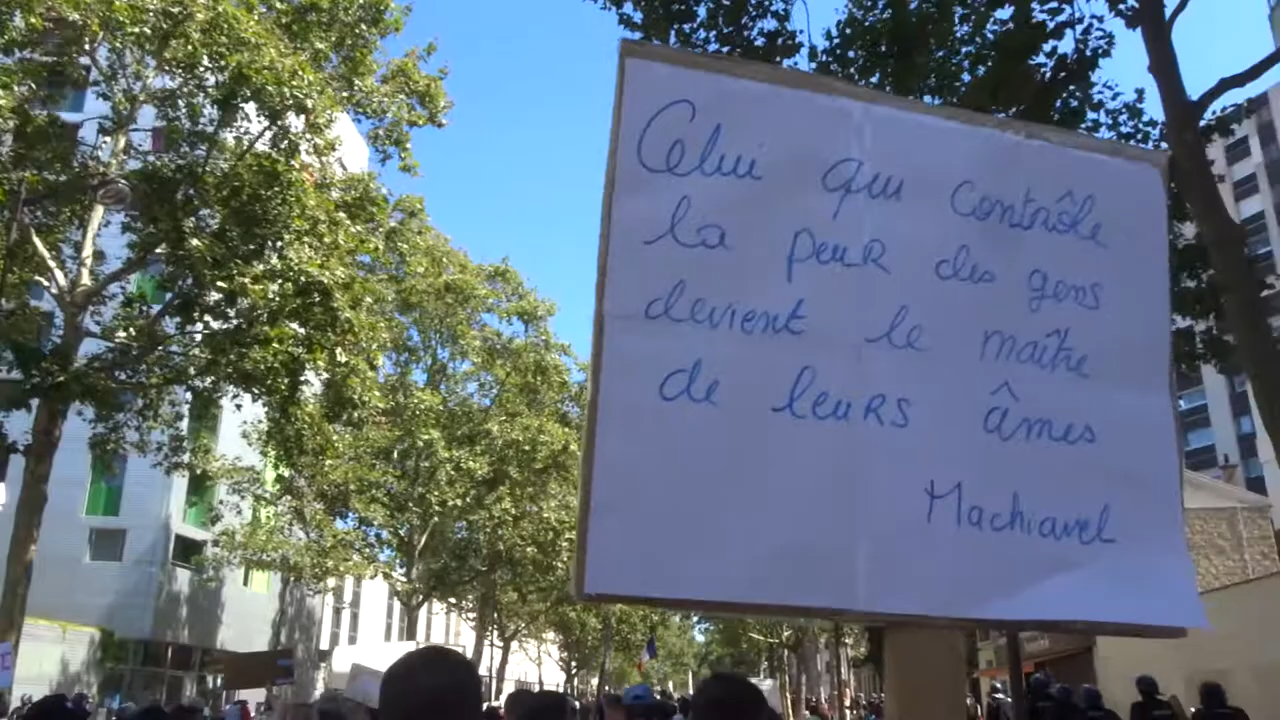 Celui qui contrôle
la peuR des gens
devient le maître
de leuRS âmes
Machiavel